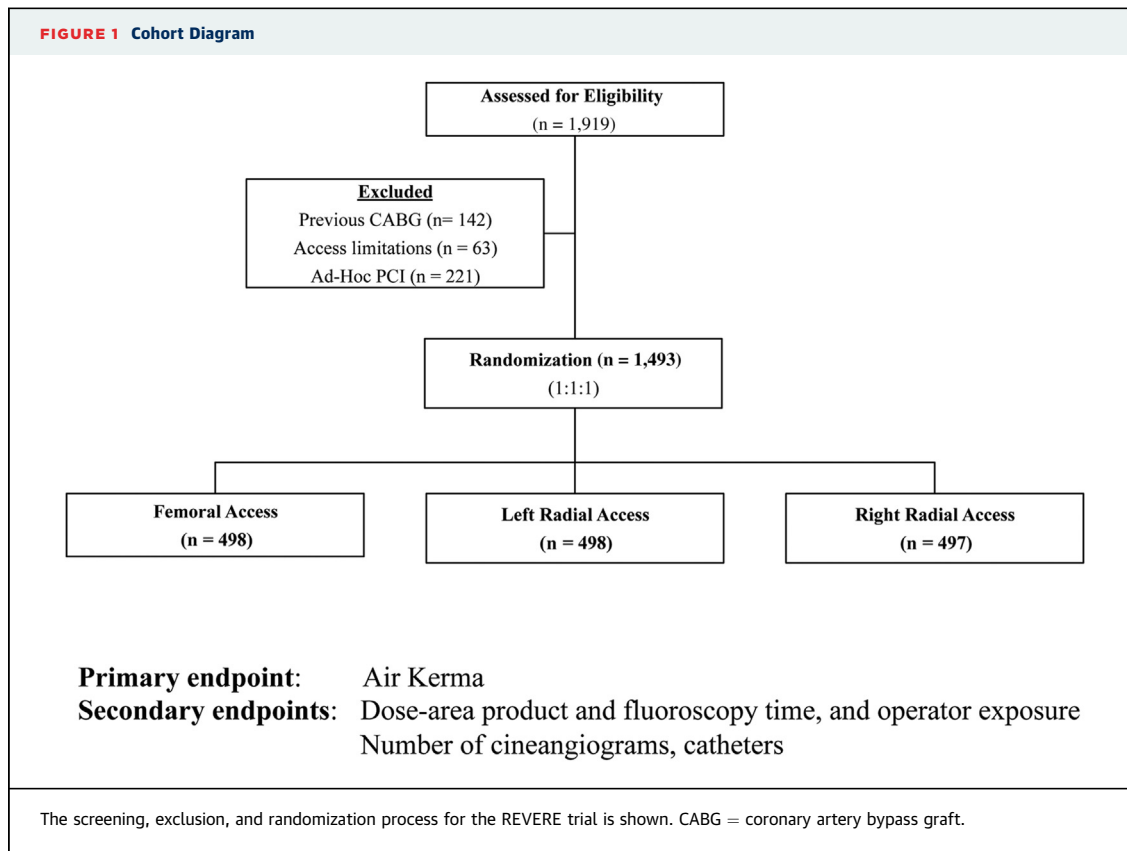 FIGURE 1 Cohort Diagram
Assessed for Eligibility
(n = 1,919)
Excluded
Previous CABG (n= 142)
Access limitations (n = 63)
Ad-Hoc PCI (n = 221)
Randomization (n = 1,493)
(1:1:1)
Femoral Access
(n = 498)
Left Radial Access
(n = 498)
Right Radial Access
(n = 497)
Primary endpoint: Air Kerma
Secondary endpoints: Dose-area product and fluoroscopy time, and operator exposure
Number of cineangiograms, catheters
The screening, exclusion, and randomization process for the REVERE trial is shown. CABG = coronary artery bypass graft.